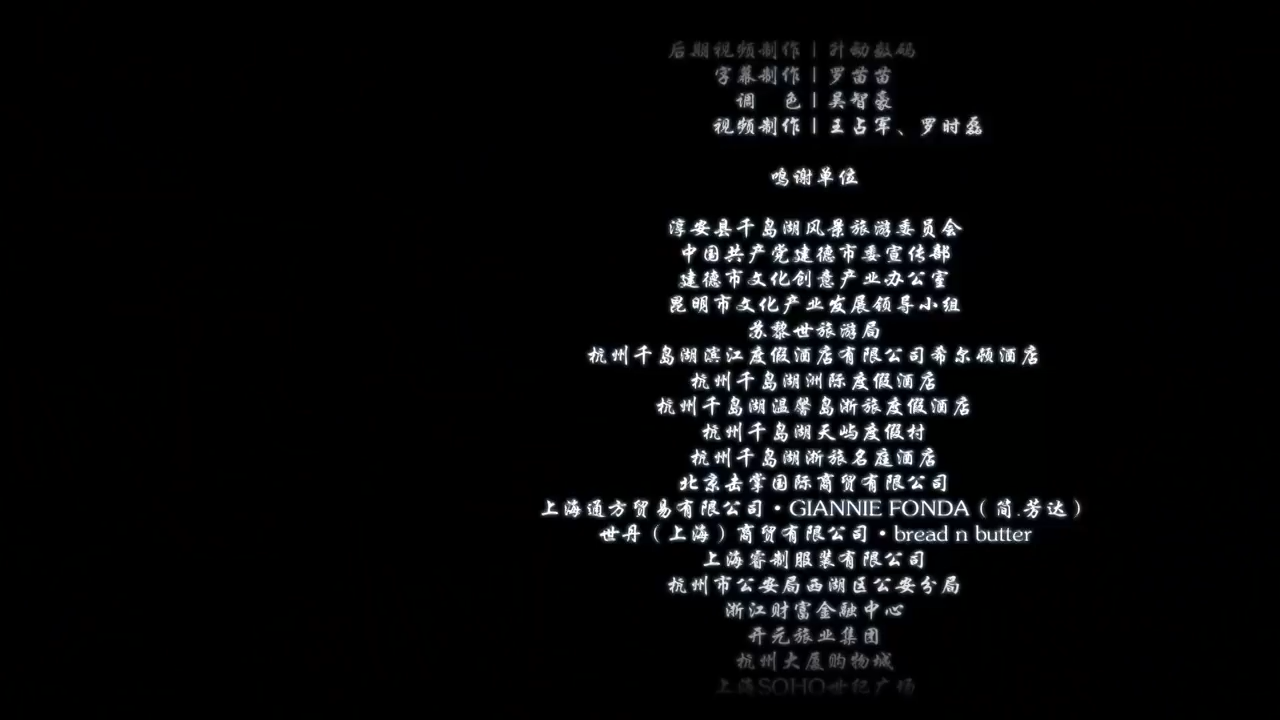 后期视频制作 | 升动数码
字幕制作 | 罗苗苗
调 色 | 吴智豪
视频制作 | 王占军、罗时磊
鸣谢单位
淳安县千岛湖风景旅游委员会
中国共产党建德市委宣传部
建德市文化创意产业办公室
昆明市文化产业发展领导小组
苏黎世旅游局
杭州千岛湖滨江度假酒店有限公司希尔顿酒店
杭州千岛湖洲际度假酒店
杭州千岛湖温馨岛浙旅度假酒店
杭州千岛湖天屿度假村
杭州千岛湖浙旅名庭酒店
北京击掌国际商贸有限公司
上海通方贸易有限公司·GIANNIE FONDA（简.芳达）
世丹（上海）商贸有限公司·bread n butter
上海睿制服装有限公司
杭州市公安局西湖区公安分局
浙江财富金融中心
开元旅业集团
杭州大厦购物城
上海SOHO世纪广场